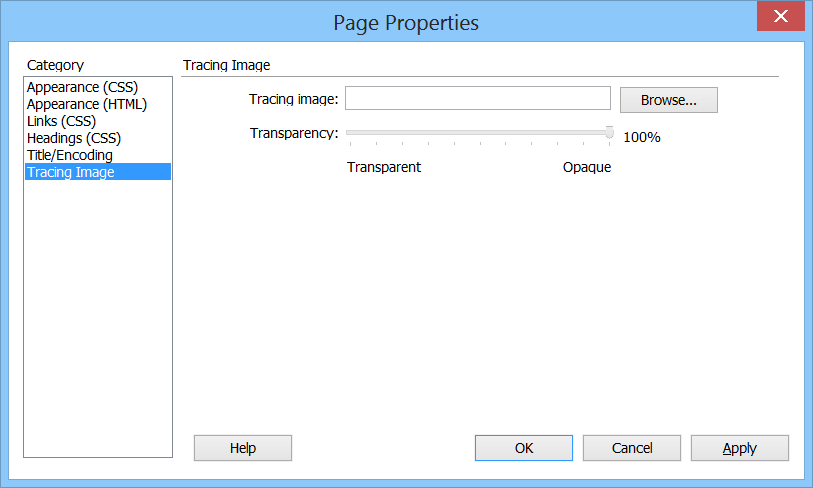 Page Properties
Category
Appearance (CSS)
Appearance (HTML)
Links (CSS)
Headings (CSS)
Title/Encoding
Tracing Image
Tracing Image
Tracing image:
Browse...
Transparency:
100%
Transparent
Opaque
Help
OK
Cancel
Apply